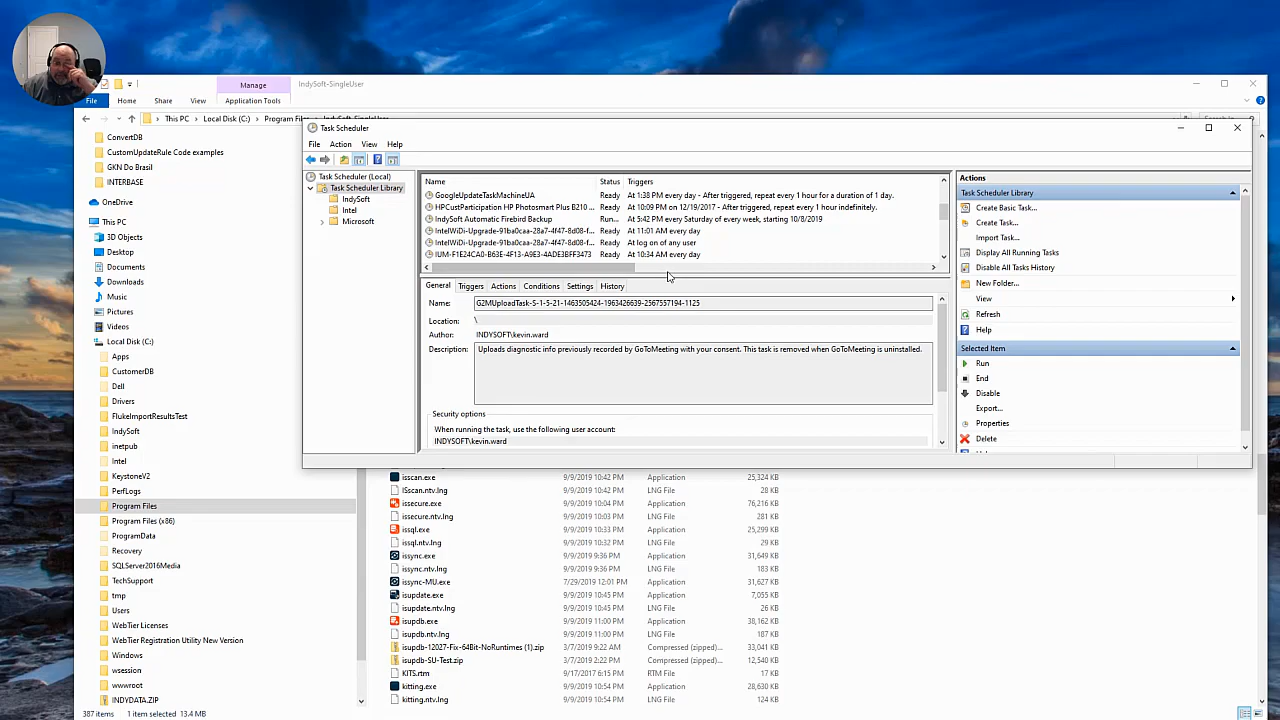 Manage
IndySoft-SingleUser
File Home Share View Application Tools
This PC Local Disk (C:) Program Files
ConvertDB
CustomUpdateRule Code examples
GKN Do Brasil
INTERBASE
OneDrive
This PC
3D Objects
Desktop
Documents
Downloads
Music
Pictures
Videos
Local Disk (C:)
Apps
CustomerDB
Dell
Drivers
FlukeImportResultsTest
IndySoft
inetpub
Intel
KeystoneV2
PerfLogs
Program Files
Program Files (x86)
ProgramData
Recovery
SQLServer2016Media
TechSupport
tmp
Users
WebTier Licenses
WebTier Registration Utility New Version
Windows
wsession
wwwroot
INDYDATA.ZIP
387 items 1 item selected 13.4 MB
Task Scheduler
File Action View Help
Task Scheduler (Local)
Task Scheduler Library
IndySoft
Intel
Microsoft
Name Status Triggers
GoogleUpdateTaskMachineUA Ready At 1:38 PM every day - After triggered, repeat every 1 hour for a duration of 1 day.
HPCustParticipation HP Photosmart Plus B210 ... Ready At 10:09 PM on 12/19/2017 - After triggered, repeat every 1 hour indefinitely.
IndySoft Automatic Firebird Backup Run... At 5:42 PM every Saturday of every week, starting 10/8/2019
IntelWiDi-Upgrade-91ba0caa-28a7-4f47-8d08-f... Ready At 11:01 AM every day
IntelWiDi-Upgrade-91ba0caa-28a7-4f47-8d08-f... Ready At log on of any user
IUM-F1E24CA0-B63E-4F13-A9E3-4ADE3BFF3473 Ready At 10:34 AM every day
General Triggers Actions Conditions Settings History
Name: G2MUploadTask-S-1-5-21-1463505424-1963426639-2567557194-1125
Location: \
Author: INDYSOFT\kevin.ward
Description: Uploads diagnostic info previously recorded by GoToMeeting with your consent. This task is removed when GoToMeeting is uninstalled.
Security options
When running the task, use the following user account:
INDYSOFT\kevin.ward
Actions
Task Scheduler Library
Create Basic Task...
Create Task...
Import Task...
Display All Running Tasks
Disable All Tasks History
New Folder...
View
Refresh
Help
Selected Item
Run
End
Disable
Export...
Properties
Delete
isscan.exe 9/9/2019 10:42 PM Application 25,324 KB
ISscan.ntv.lng 9/9/2019 10:42 PM LNG File 28 KB
issecure.exe 9/9/2019 10:04 PM Application 76,216 KB
issecure.ntv.lng 9/9/2019 10:04 PM LNG File 281 KB
issql.exe 9/9/2019 10:33 PM Application 25,299 KB
issql.ntv.lng 9/9/2019 10:32 PM LNG File 29 KB
issync.exe 9/9/2019 9:36 PM Application 31,649 KB
issync.ntv.lng 9/9/2019 9:36 PM LNG File 183 KB
issync-MU.exe 7/29/2019 12:01 PM Application 31,627 KB
isupdate.exe 9/9/2019 10:45 PM Application 7,055 KB
isupdate.ntv.lng 9/9/2019 10:45 PM LNG File 26 KB
isupdb.exe 9/9/2019 11:00 PM Application 38,162 KB
isupdb.ntv.lng 9/9/2019 11:00 PM LNG File 187 KB
isupdb-12027-Fix-64Bit-NoRuntimes (1).zip 3/7/2019 9:22 AM Compressed (zipped)... 33,041 KB
isupdb-SU-Test.zip 3/7/2019 2:22 PM Compressed (zipped)... 12,540 KB
KITS.rtm 9/17/2017 6:15 PM RTM File 17 KB
kitting.exe 9/9/2019 10:54 PM Application 28,630 KB
kitting.ntv.lng 9/9/2019 10:54 PM LNG File 124 KB